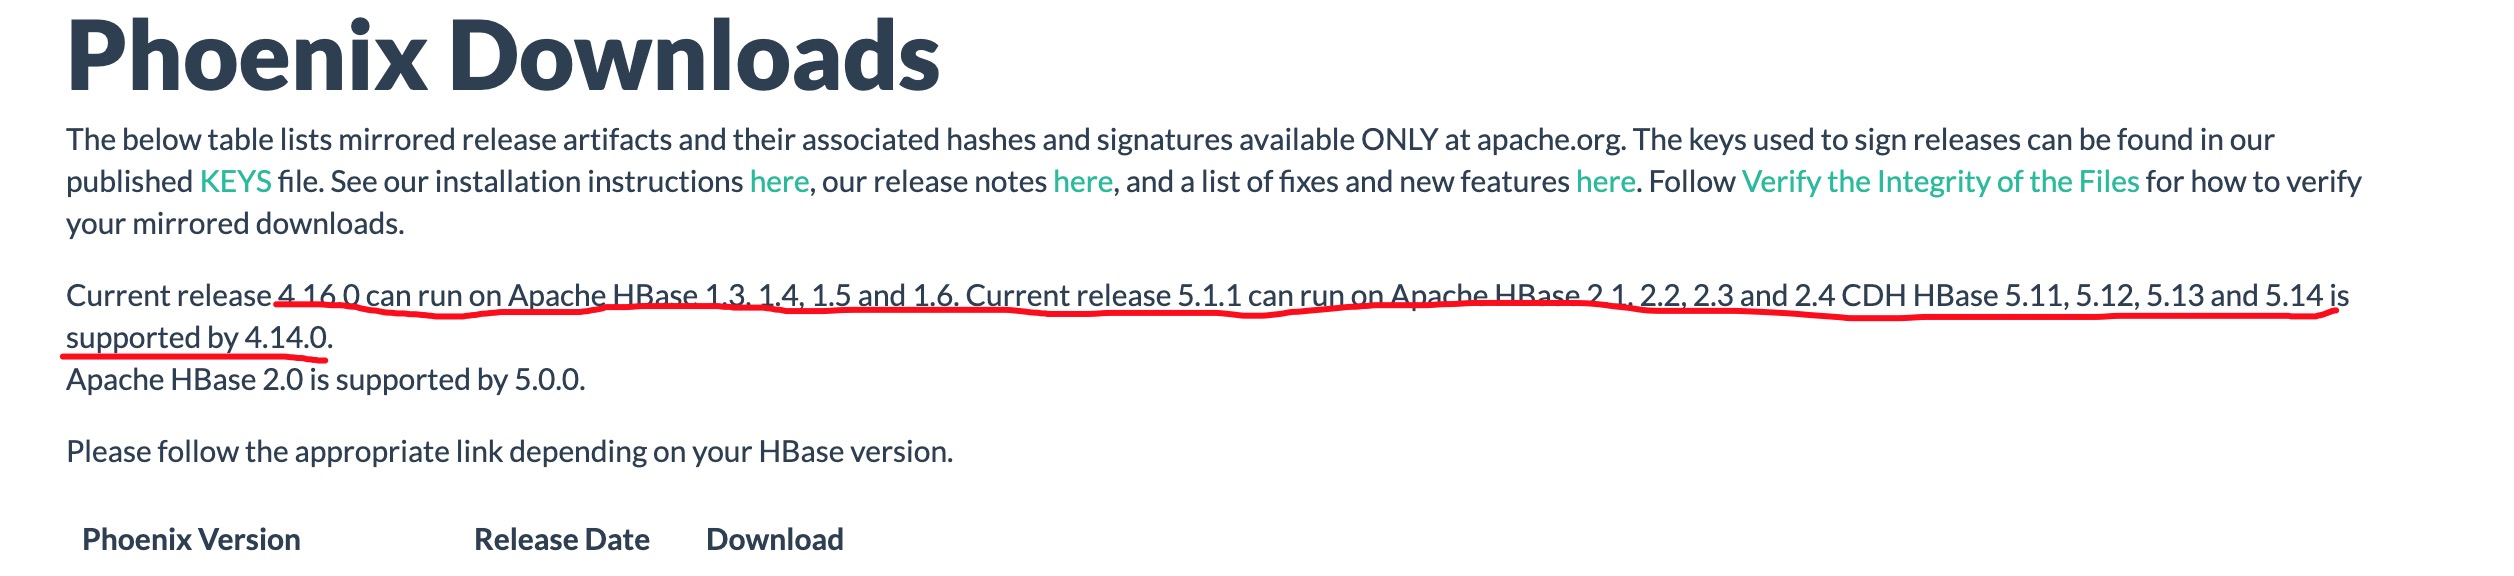 Phoenix Downloads
The below table lists mirrored release artifacts and their associated hashes and signatures available ONLY at apache.org. The keys used to sign releases can be found in our
published KEYS file. See our installation instructions here, our release notes here, and a list of fixes and new features here. Follow Verify the Integrity of the Files for how to verify
your mirrored downloads.
Current release 4.16.0 can run on Apache HBase 1.3, 1.4, 1.5 and 1.6. Current release 5.1.1 can run on Apache HBase 2.1, 2.2, 2.3 and 2.4 CDH HBase 5.11, 5.12, 5.13 and 5.14 is
supported by 4.14.0.
Apache HBase 2.0 is supported by 5.0.0.
Please follow the appropriate link depending on your HBase version.
Phoenix Version Release Date Download